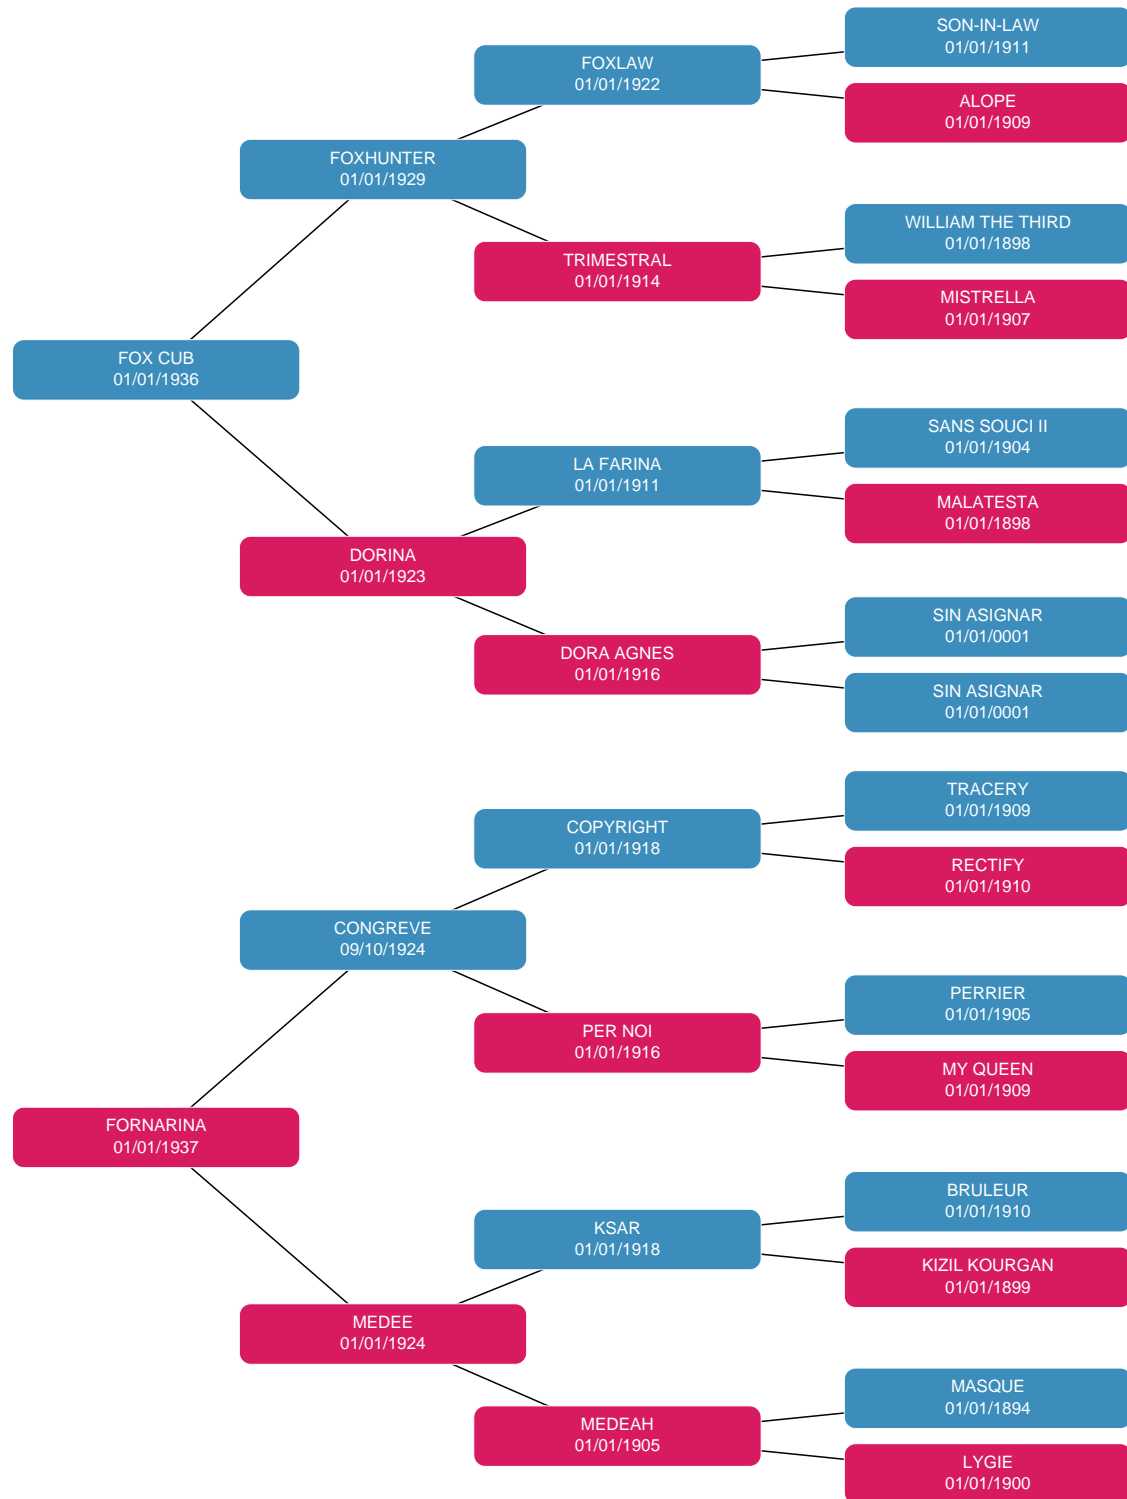 SON-IN-LAW
01/01/1911
FOXLAW
01/01/1922
ALOPE
01/01/1909
FOXHUNTER
01/01/1929
WILLIAM THE THIRD
01/01/1898
TRIMESTRAL
01/01/1914
MISTRELLA
01/01/1907
FOX CUB
01/01/1936
SANS SOUCI II
01/01/1904
LA FARINA
01/01/1911
MALATESTA
01/01/1898
DORINA
01/01/1923
SIN ASIGNAR
01/01/0001
DORA AGNES
01/01/1916
SIN ASIGNAR
01/01/0001
TRACERY
01/01/1909
COPYRIGHT
01/01/1918
RECTIFY
01/01/1910
CONGREVE
09/10/1924
PERRIER
01/01/1905
PER NOI
01/01/1916
MY QUEEN
01/01/1909
FORNARINA
01/01/1937
BRULEUR
01/01/1910
KSAR
01/01/1918
KIZIL KOURGAN
01/01/1899
MEDEE
01/01/1924
MASQUE
01/01/1894
MEDEAH
01/01/1905
LYGIE
01/01/1900